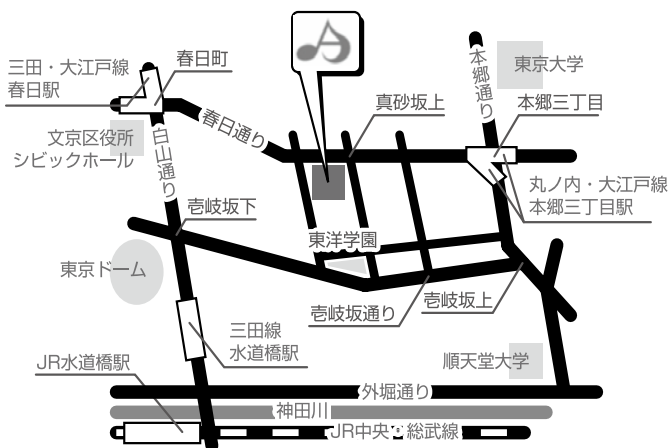 三田・大江戸線
春日駅
春日町
文京区役所
シビックホール
白山通り
春日通り
真砂坂上
本郷通り
東京大学
本郷三丁目
丸ノ内・大江戸線
本郷三丁目駅
壱岐坂下
東洋学園
東京ドーム
壱岐坂通り
壱岐坂上
三田線
水道橋駅
JR水道橋駅
順天堂大学
外堀通り
神田川
JR中央・総武線